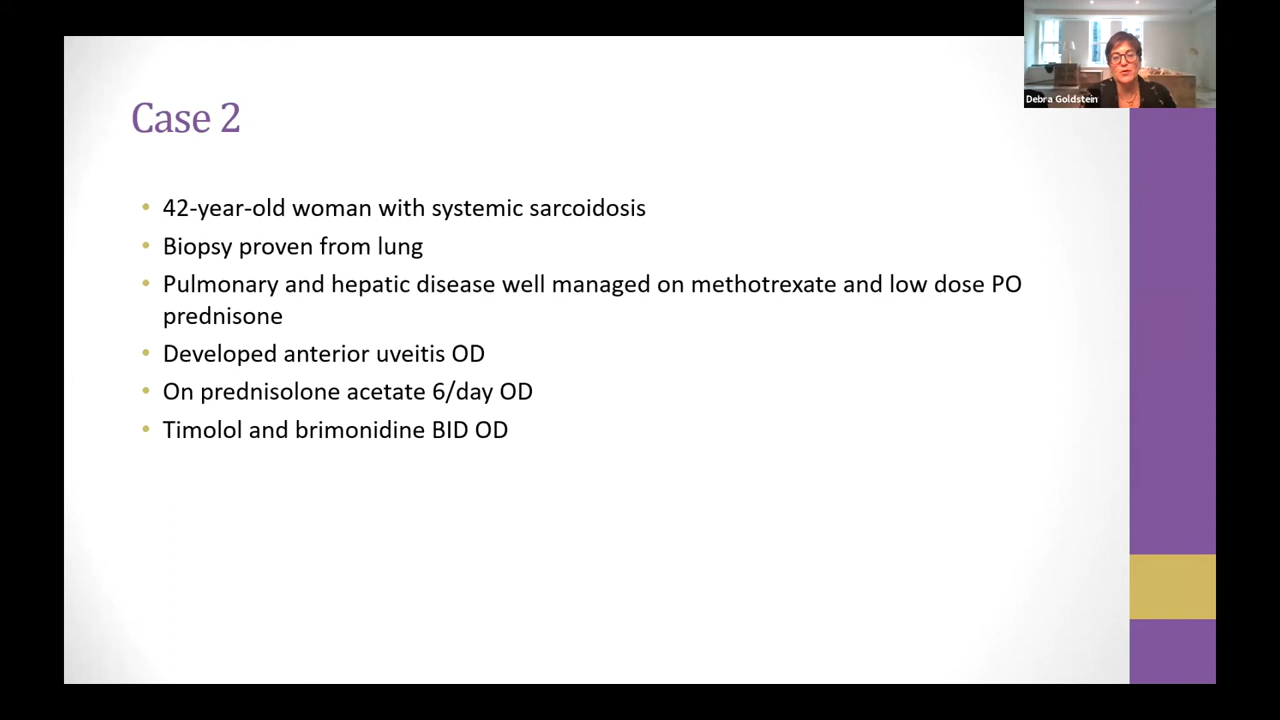 Debra Goldstein
Case 2
• 42-year-old woman with systemic sarcoidosis
• Biopsy proven from lung
• Pulmonary and hepatic disease well managed on methotrexate and low dose PO
prednisone
• Developed anterior uveitis OD
• On prednisolone acetate 6/day OD
• Timolol and brimonidine BID OD